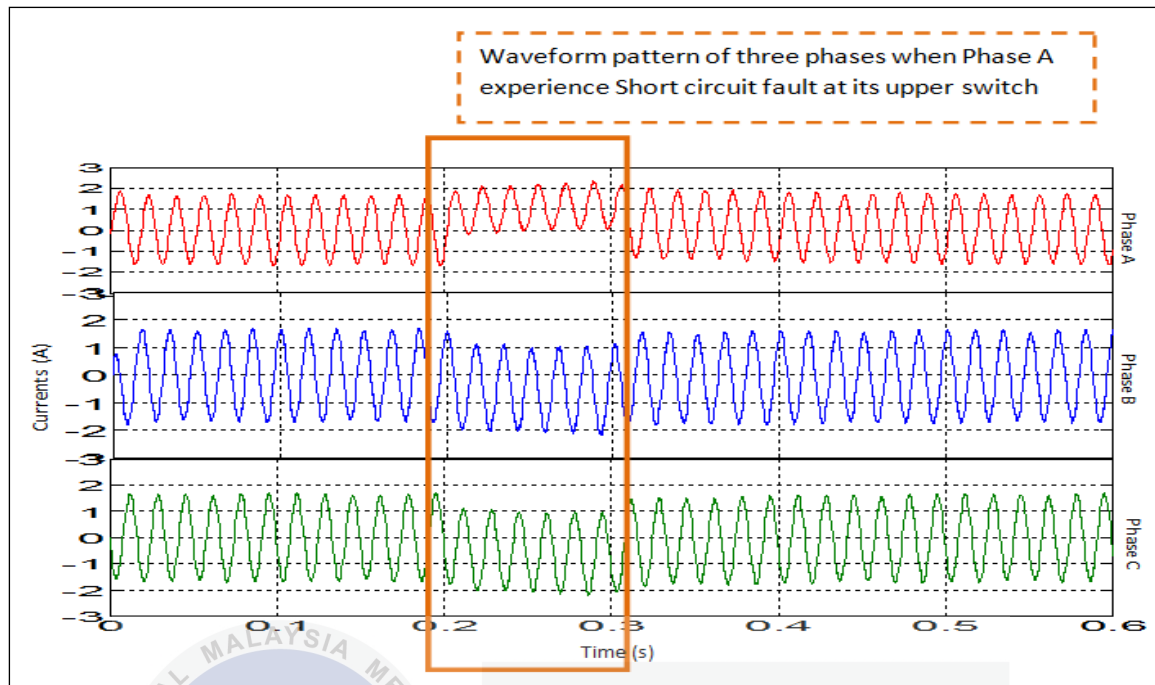 Waveform pattern of three phases when Phase A
experience Short circuit fault at its upper switch
3
2
1
0
-1
-2
-3
Phase A
3
2
1
0
-1
-2
-3
Phase B
Currents (A)
3
2
1
0
-1
-2
-3
Phase C
0 0.1 0.2 0.3 0.4 0.5 0.6
Time (s)
MALAYSIA